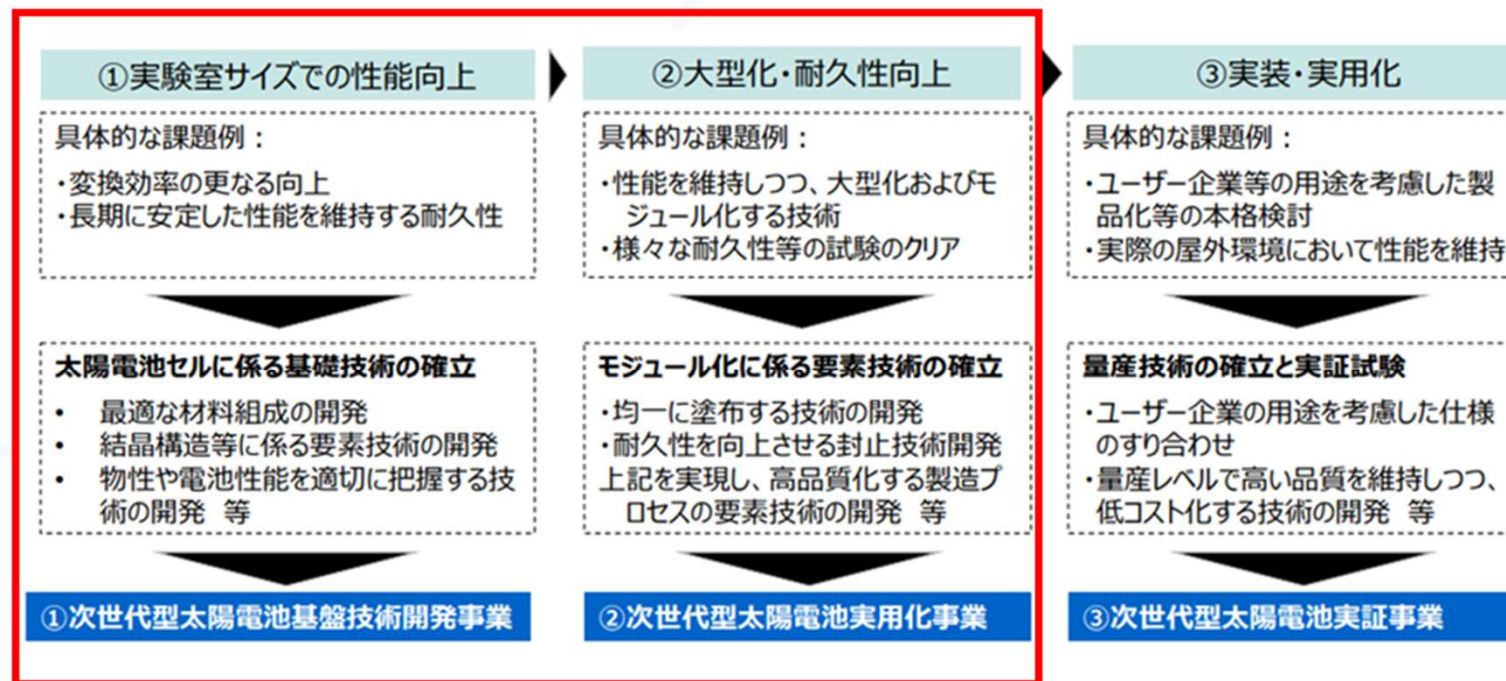 ①実験室サイズでの性能向上
具体的な課題例：
・変換効率の更なる向上
・長期に安定した性能を維持する耐久性
太陽電池セルに係る基礎技術の確立
• 最適な材料組成の開発
• 結晶構造等に係る要素技術の開発
• 物性や電池性能を適切に把握する技
術の開発 等
①次世代型太陽電池基盤技術開発事業
②大型化・耐久性向上
具体的な課題例：
・性能を維持しつつ、大型化およびモ
ジュール化する技術
・様々な耐久性等の試験のクリア
モジュール化に係る要素技術の確立
・均一に塗布する技術の開発
・耐久性を向上させる封止技術開発
上記を実現し、高品質化する製造プ
ロセスの要素技術の開発 等
②次世代型太陽電池実用化事業
③実装・実用化
具体的な課題例：
・ユーザー企業等の用途を考慮した製
品化等の本格検討
・実際の屋外環境において性能を維持
量産技術の確立と実証試験
・ユーザー企業の用途を考慮した仕様
のすり合わせ
・量産レベルで高い品質を維持しつつ、
低コスト化する技術の開発 等
③次世代型太陽電池実証事業